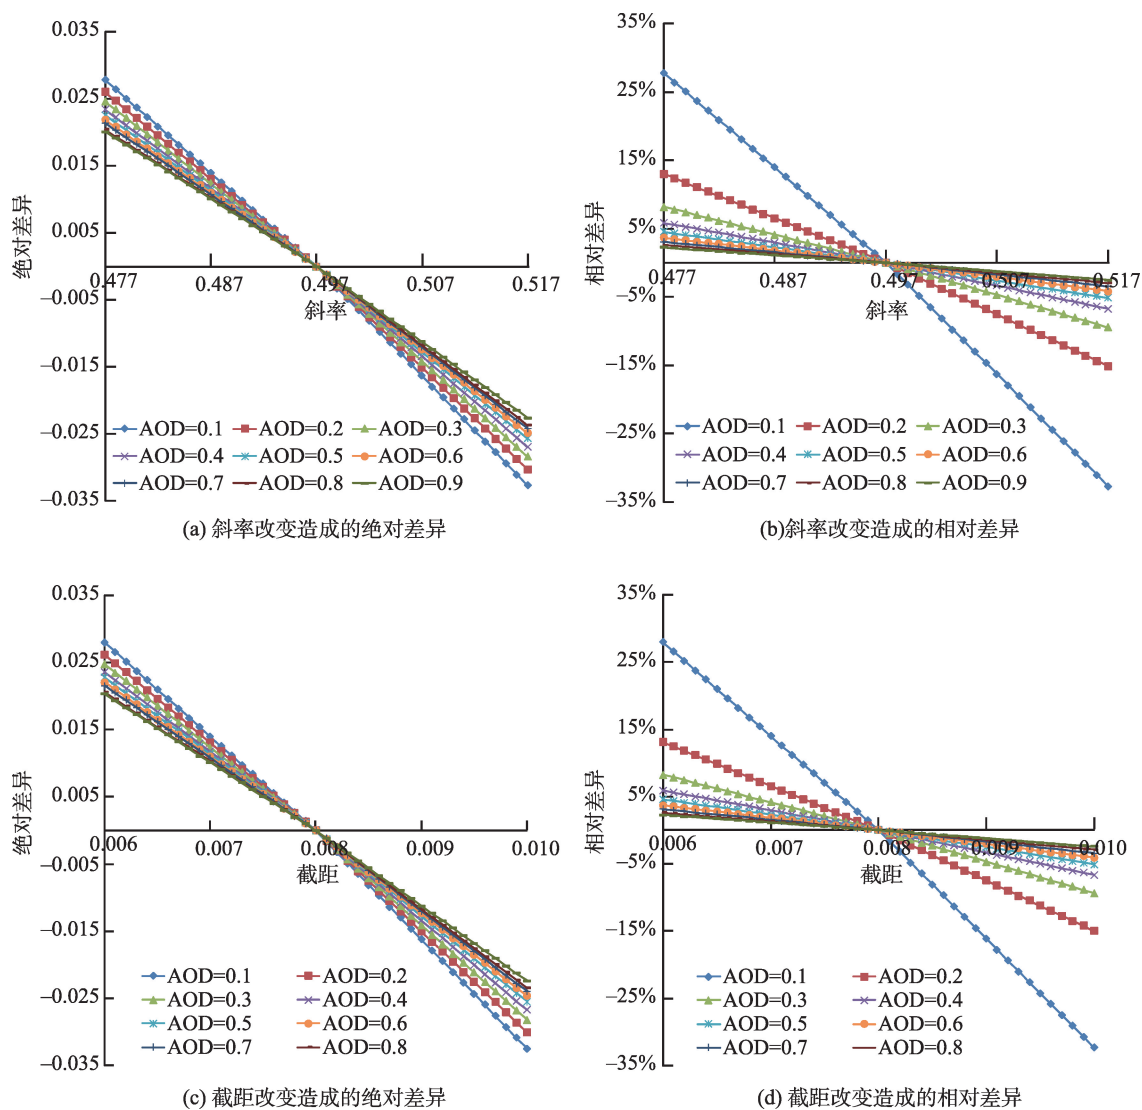 0.035
0.025
0.015
0.005
−0.005
−0.015
−0.025
−0.035
绝对差异
0.477 0.487 0.497 0.507 0.517
斜率
AOD=0.1 AOD=0.2 AOD=0.3
AOD=0.4 AOD=0.5 AOD=0.6
AOD=0.7 AOD=0.8 AOD=0.9
(a) 斜率改变造成的绝对差异
35%
25%
15%
5%
−5%
−15%
−25%
−35%
相对差异
0.477 0.487 0.497 0.507 0.517
斜率
AOD=0.1 AOD=0.2 AOD=0.3
AOD=0.4 AOD=0.5 AOD=0.6
AOD=0.7 AOD=0.8 AOD=0.9
(b)斜率改变造成的相对差异
0.035
0.025
0.015
0.005
−0.005
−0.015
−0.025
−0.035
绝对差异
0.006 0.007 0.008 0.009 0.010
截距
AOD=0.1 AOD=0.2
AOD=0.3 AOD=0.4
AOD=0.5 AOD=0.6
AOD=0.7 AOD=0.8
(c) 截距改变造成的绝对差异
35%
25%
15%
5%
−5%
−15%
−25%
−35%
相对差异
0.006 0.007 0.008 0.009 0.010
截距
AOD=0.1 AOD=0.2
AOD=0.3 AOD=0.4
AOD=0.5 AOD=0.6
AOD=0.7 AOD=0.8
(d) 截距改变造成的相对差异